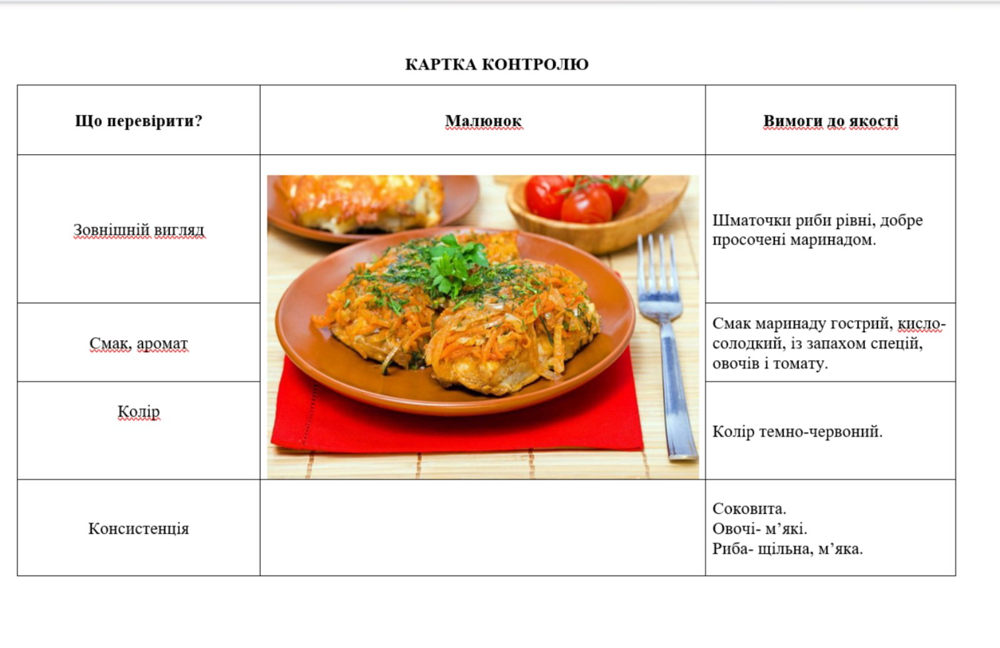 КАРТКА КОНТРОЛЮ
Що перевірити?
Малюнок
Вимоги до якості
Зовнішній вигляд
Шматочки риби рівні, добре
просочені маринадом.
Смак, аромат
Смак маринаду гострий, кисло-
солодкий, із запахом спецій,
овочів і томату.
Колір
Колір темно-червоний.
Консистенція
Соковита.
Овочі- м’які.
Риба- щільна, м’яка.